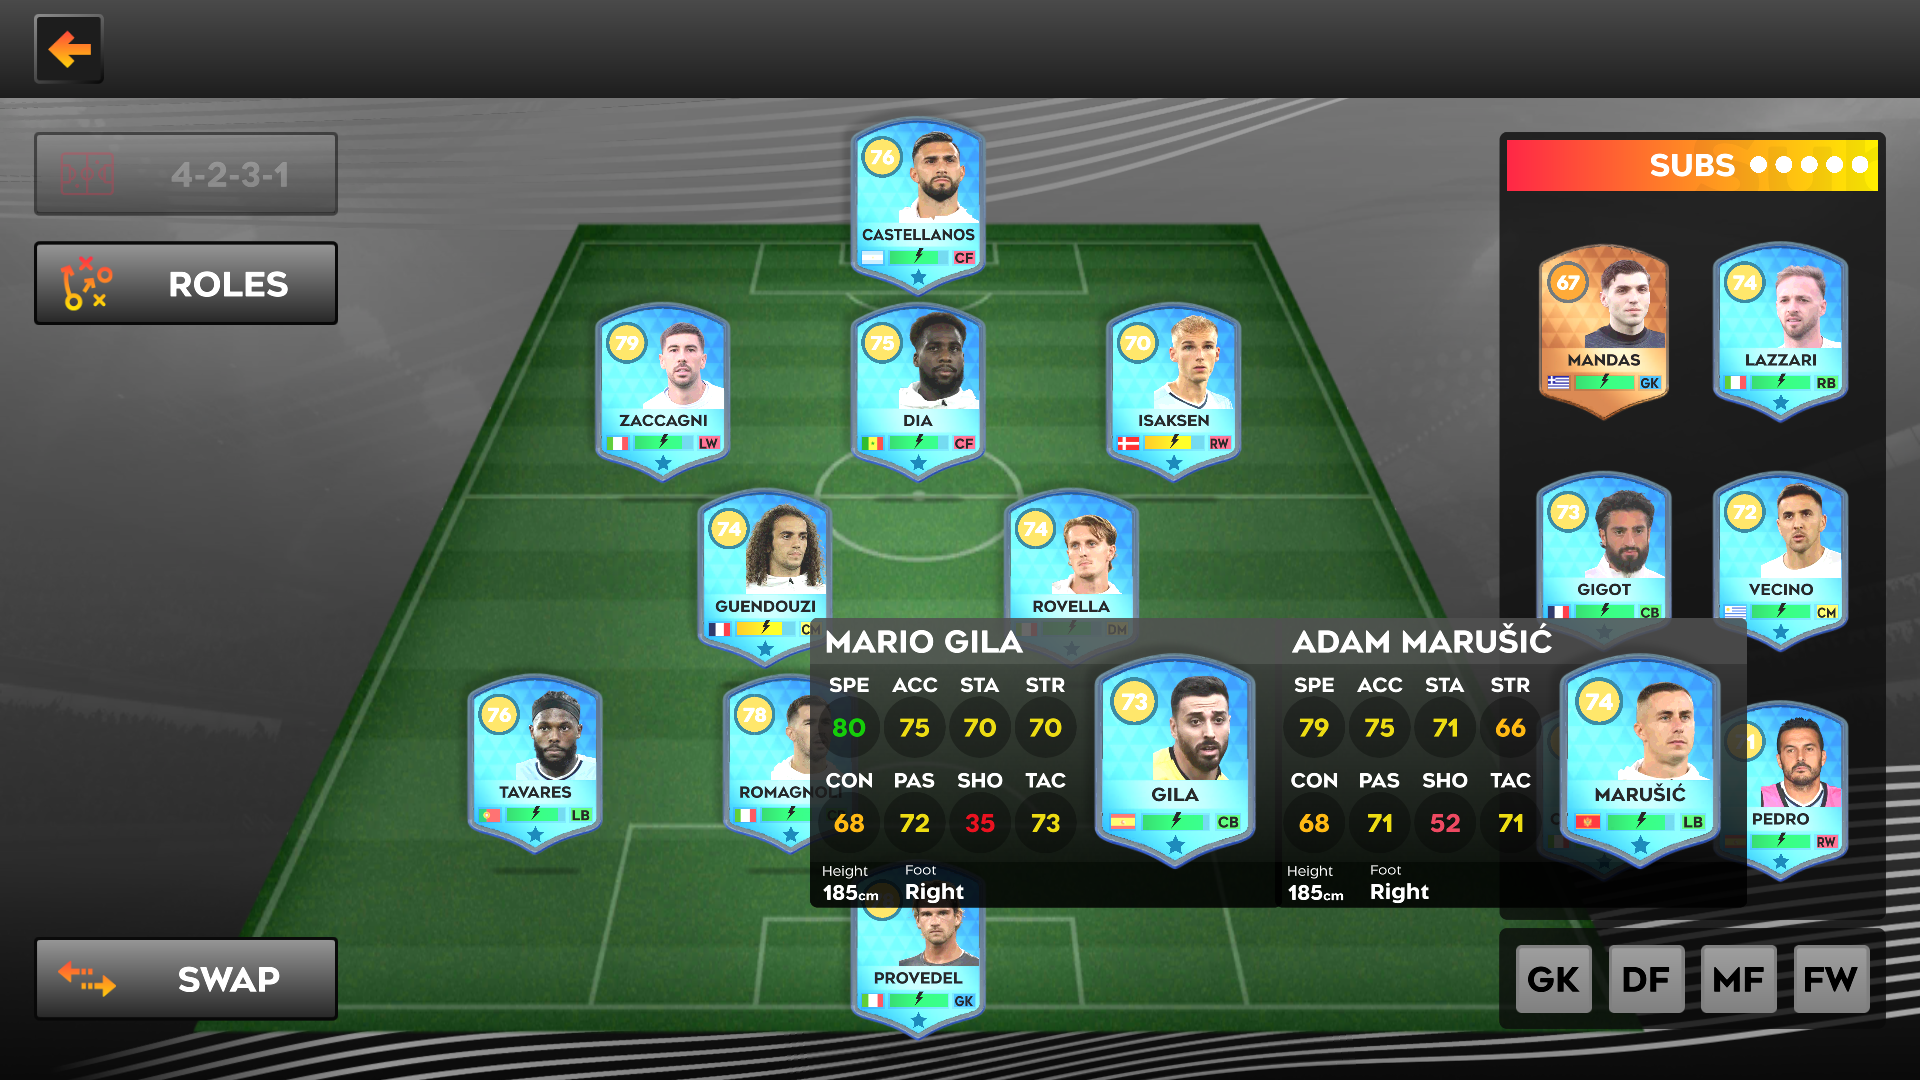 4-2-3-1
ROLES
SUBS
76
CASTELLANOS
CF
79
ZACCAGNI
LW
75
DIA
CF
70
ISAKSEN
RW
67
MANDAS
GK
74
LAZZARI
RB
74
GUENDOUZI
CM
74
ROVELLA
DM
73
GIGOT
CB
72
VECINO
CM
76
TAVARES
LB
78
ROMAGNOLI
MARIO GILA
SPE ACC STA STR
80 75 70 70
CON PAS SHO TAC
68 72 35 73
Height Foot
185cm Right
73
GILA
CB
ADAM MARUŠIĆ
SPE ACC STA STR
79 75 71 66
CON PAS SHO TAC
68 71 52 71
Height Foot
185cm Right
74
MARUŠIĆ
LB
PEDRO
RW
PROVEDEL
GK
SWAP
GK DF MF FW